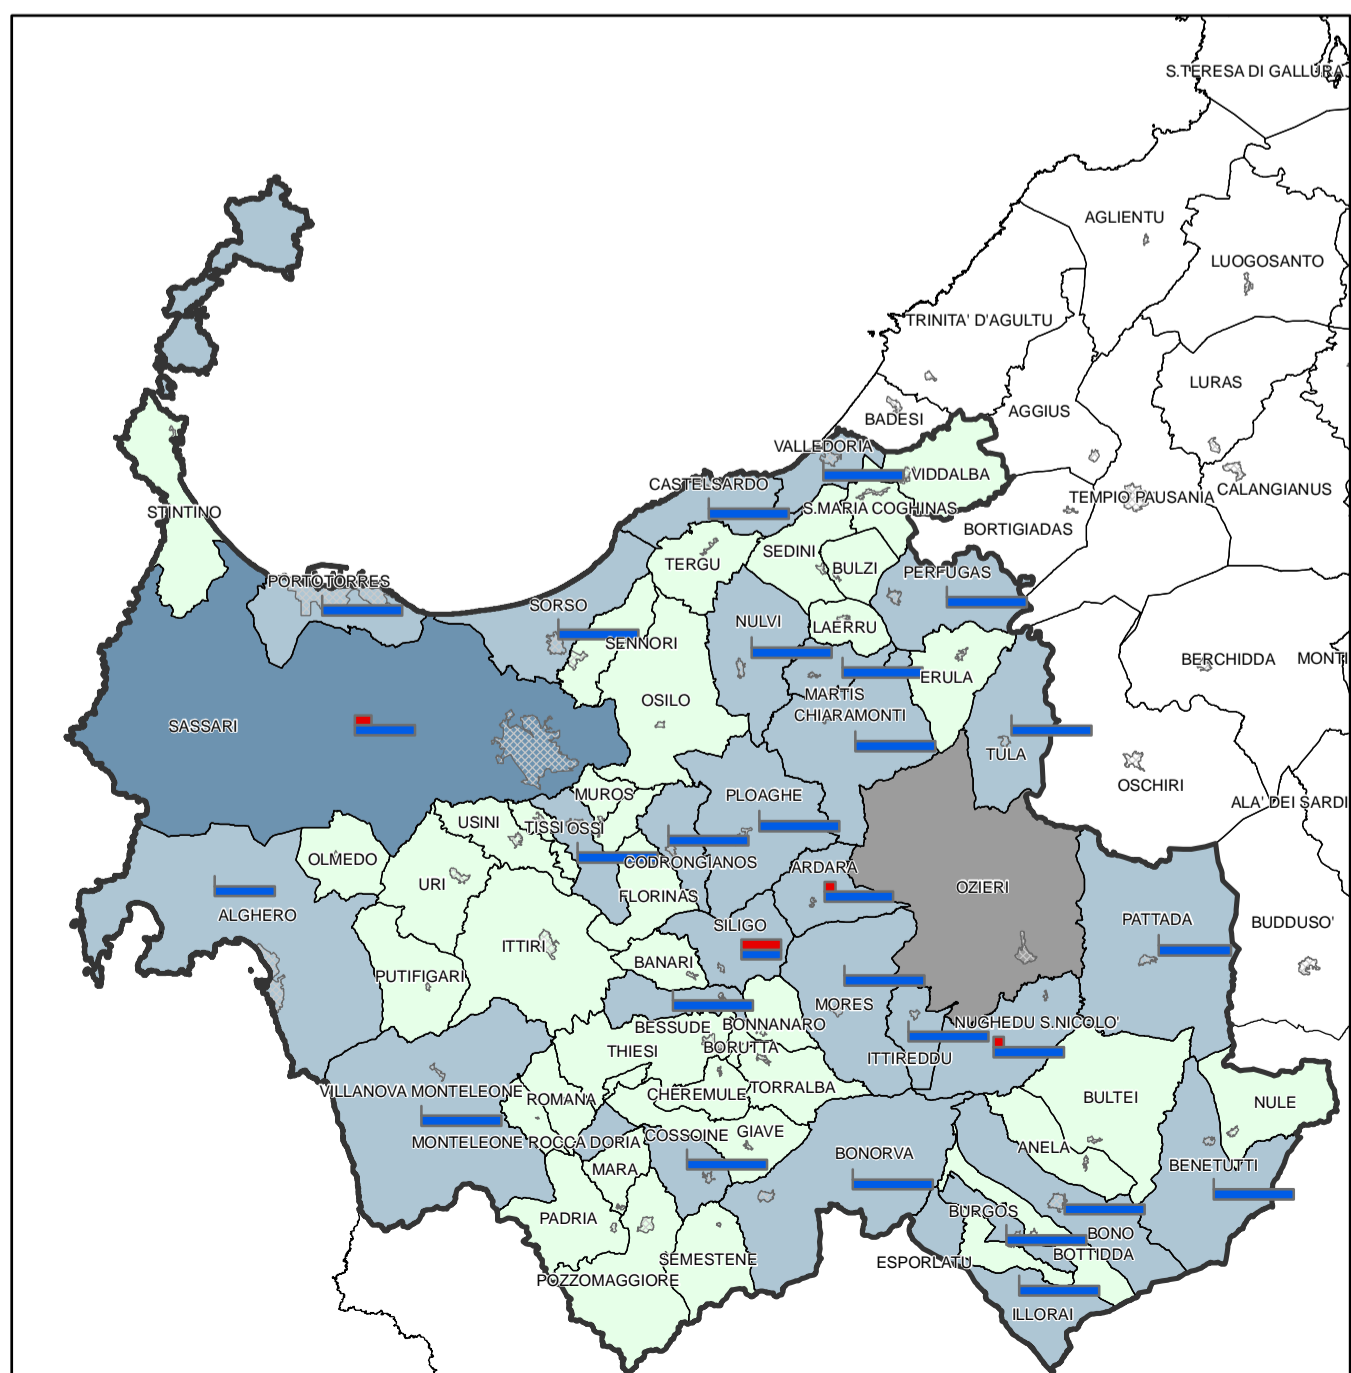 S.TERESA DI GALLURA
AGLIENTU
LUOGOSANTO
TRINITA' D'AGULTU
LURAS
AGGIUS
BADESI
VALLEDORIA
VIDDALBA
CASTELSARDO
TEMPIO PAUSANIA
CALANGIANUS
S.MARIA COGHINAS
STINTINO
BORTIGIADAS
SEDINI
TERGU
BULZI
PERFUGAS
PORTOTORRES
SORSO
NULVI
LAERRU
SENNORI
BERCHIDDA
MONTI
ERULA
MARTIS
OSILO
CHIARAMONTI
SASSARI
TULA
OSCHIRI
MUROS
PLOAGHE
ALA' DEI SARDI
USINI
TISSI
OSSI
OLMEDO
CODRONGIANOS
ARDARA
URI
OZIERI
FLORINAS
ALGHERO
PATTADA
BUDDUSO'
SILIGO
ITTIRI
BANARI
PUTIFIGARI
MORES
NUGHEDU S.NICOLO'
BESSUDE
BONNANARO
THIESI
BORUTTA
ITTIREDDU
VILLANOVA MONTELEONE
ROMANA
CHEREMULE
TORRALBA
BULTEI
NULE
MONTELEONE ROCCA DORIA
COSSOINE
GIAVE
ANELA
BONORVA
MARA
BENETUTTI
BURGOS
PADRIA
BONO
BOTTIDDA
SEMESTENE
ESPORLATU
POZZOMAGGIORE
ILLORAI